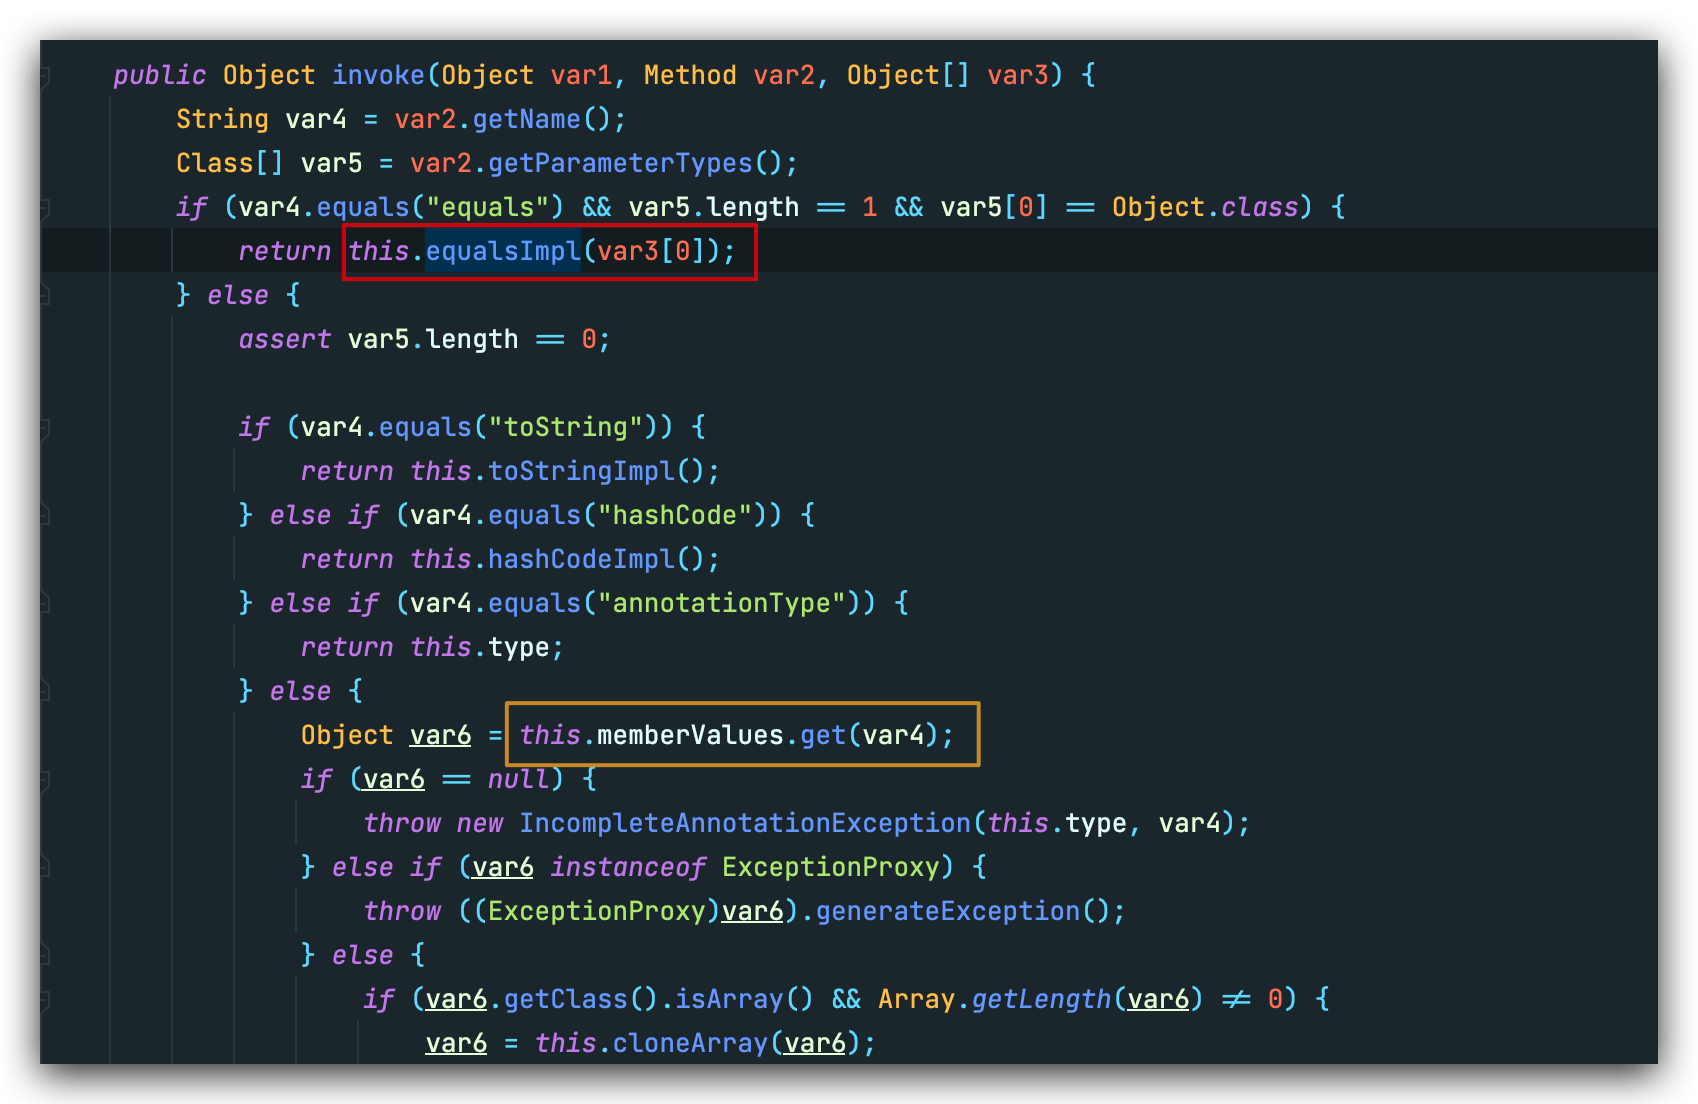 public Object invoke(Object var1, Method var2, Object[] var3) {
String var4 = var2.getName();
Class[] var5 = var2.getParameterTypes();
if (var4.equals("equals") && var5.length == 1 && var5[0] == Object.class) {
return this.equalsImpl(var3[0]);
} else {
assert var5.length == 0;
if (var4.equals("toString")) {
return this.toStringImpl();
} else if (var4.equals("hashCode")) {
return this.hashCodeImpl();
} else if (var4.equals("annotationType")) {
return this.type;
} else {
Object var6 = this.memberValues.get(var4);
if (var6 == null) {
throw new IncompleteAnnotationException(this.type, var4);
} else if (var6 instanceof ExceptionProxy) {
throw ((ExceptionProxy)var6).generateException();
} else {
if (var6.getClass().isArray() && Array.getLength(var6) != 0) {
var6 = this.cloneArray(var6);